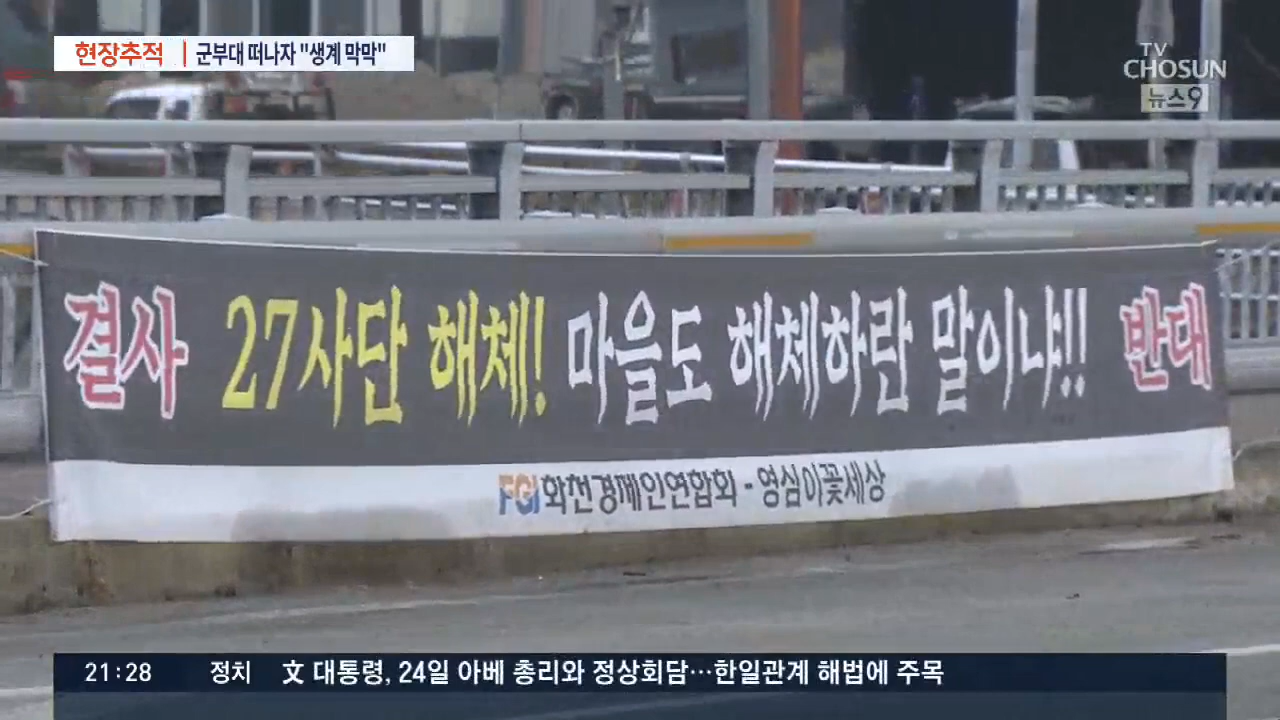 현장추적 | 군부대 떠나자 "생계 막막"
TV
CHOSUN
뉴스9
결사 27사단 해체! 마을도 해체하란 말이냐!! 반대
FGI 화천경제인연합회 - 영심이꽃세상
21:28 정치 文 대통령, 24일 아베 총리와 정상회담…한일관계 해법에 주목